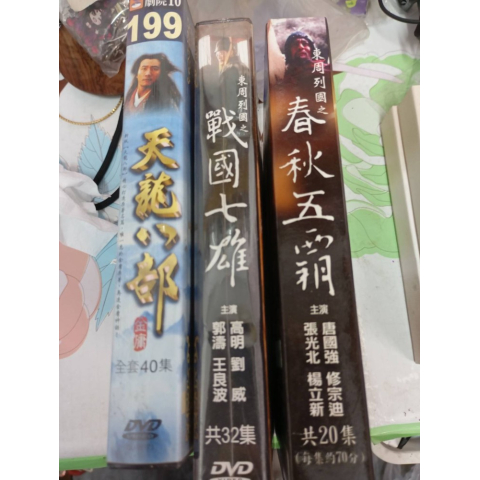 劇院10
199
天龍八部
金庸
全套40集
DVD
東周列國之
戰國七雄
主演
高明 劉威
郭濤 王良波
共32集
DVD
東周列國之
春秋五霸
主演
唐國強 修宗迪
張光北 楊立新
共20集
(每集約70分)